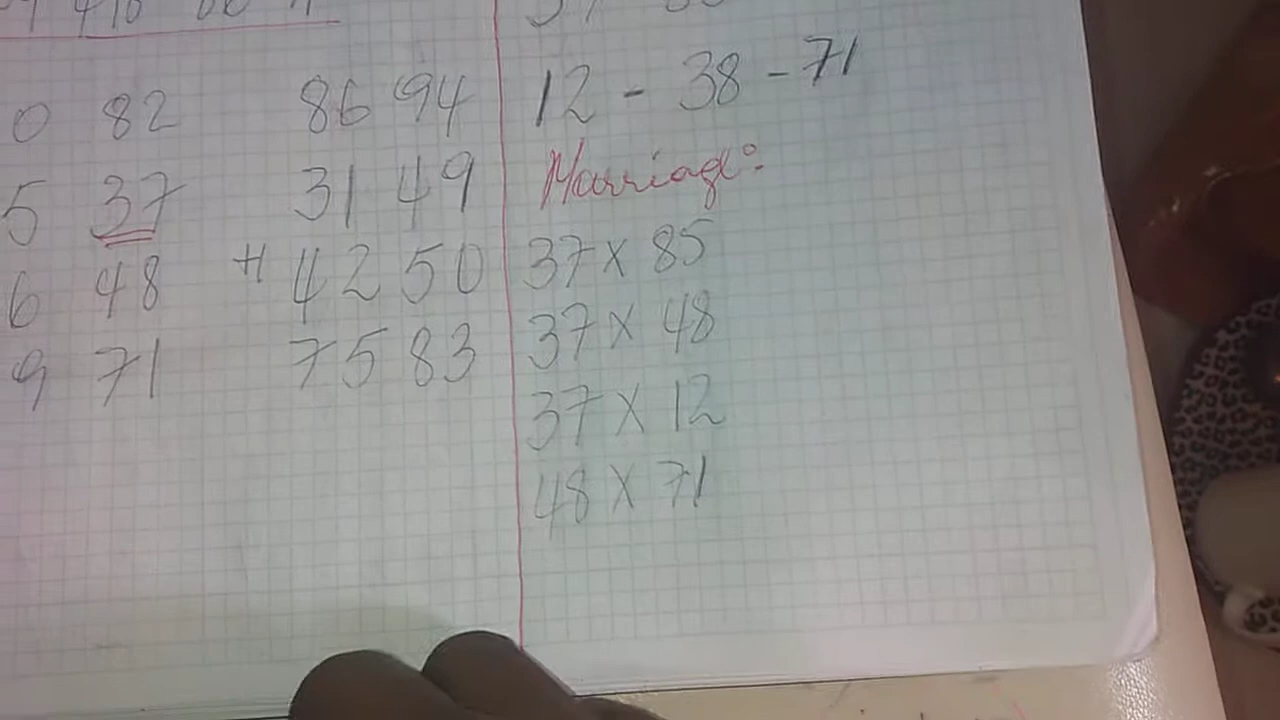 12 - 38 - 71
0 82 86 94
Marriage:
5 37 31 49
37 x 85
6 48 + 42 50
37 x 48
9 71 75 83
37 x 12
48 x 71